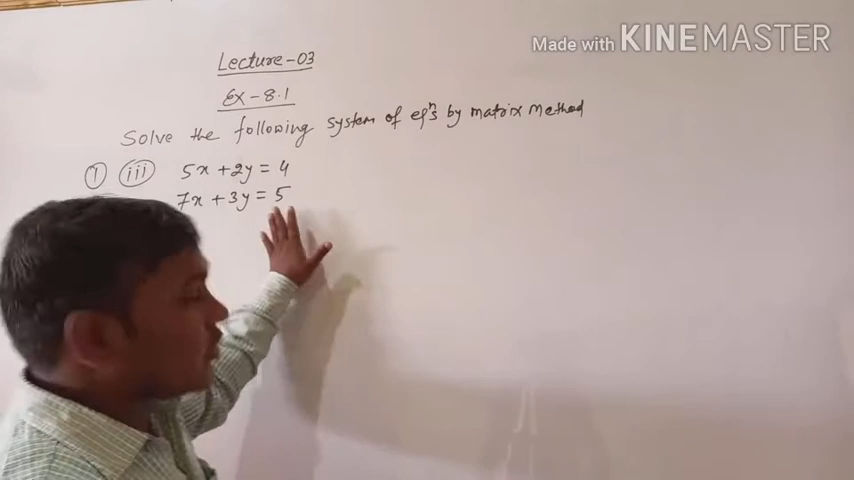 Made with KINEMASTER
Lecture-03
Ex-8.1
Solve the following system of eqⁿs by matrix method
① (iii) 5x + 2y = 4
7x + 3y = 5